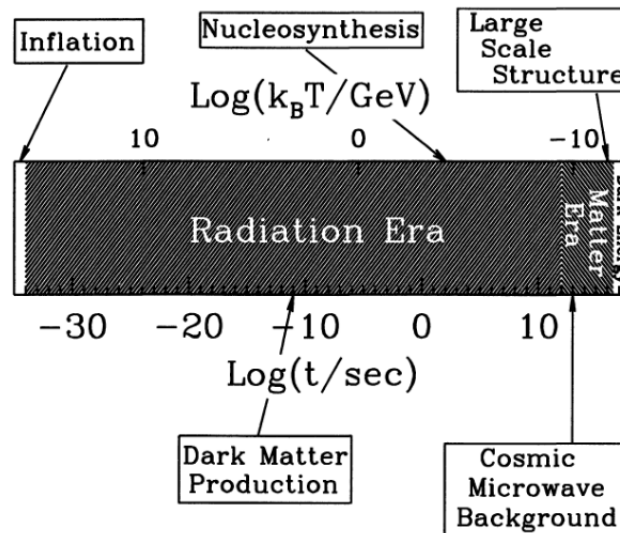 Inflation
Nucleosynthesis
Large
Scale
Structure
Log(k_BT/GeV)
10 0 -10
Radiation Era
Matter
Era
-30 -20 -10 0 10
Log(t/sec)
Dark Matter
Production
Cosmic
Microwave
Background